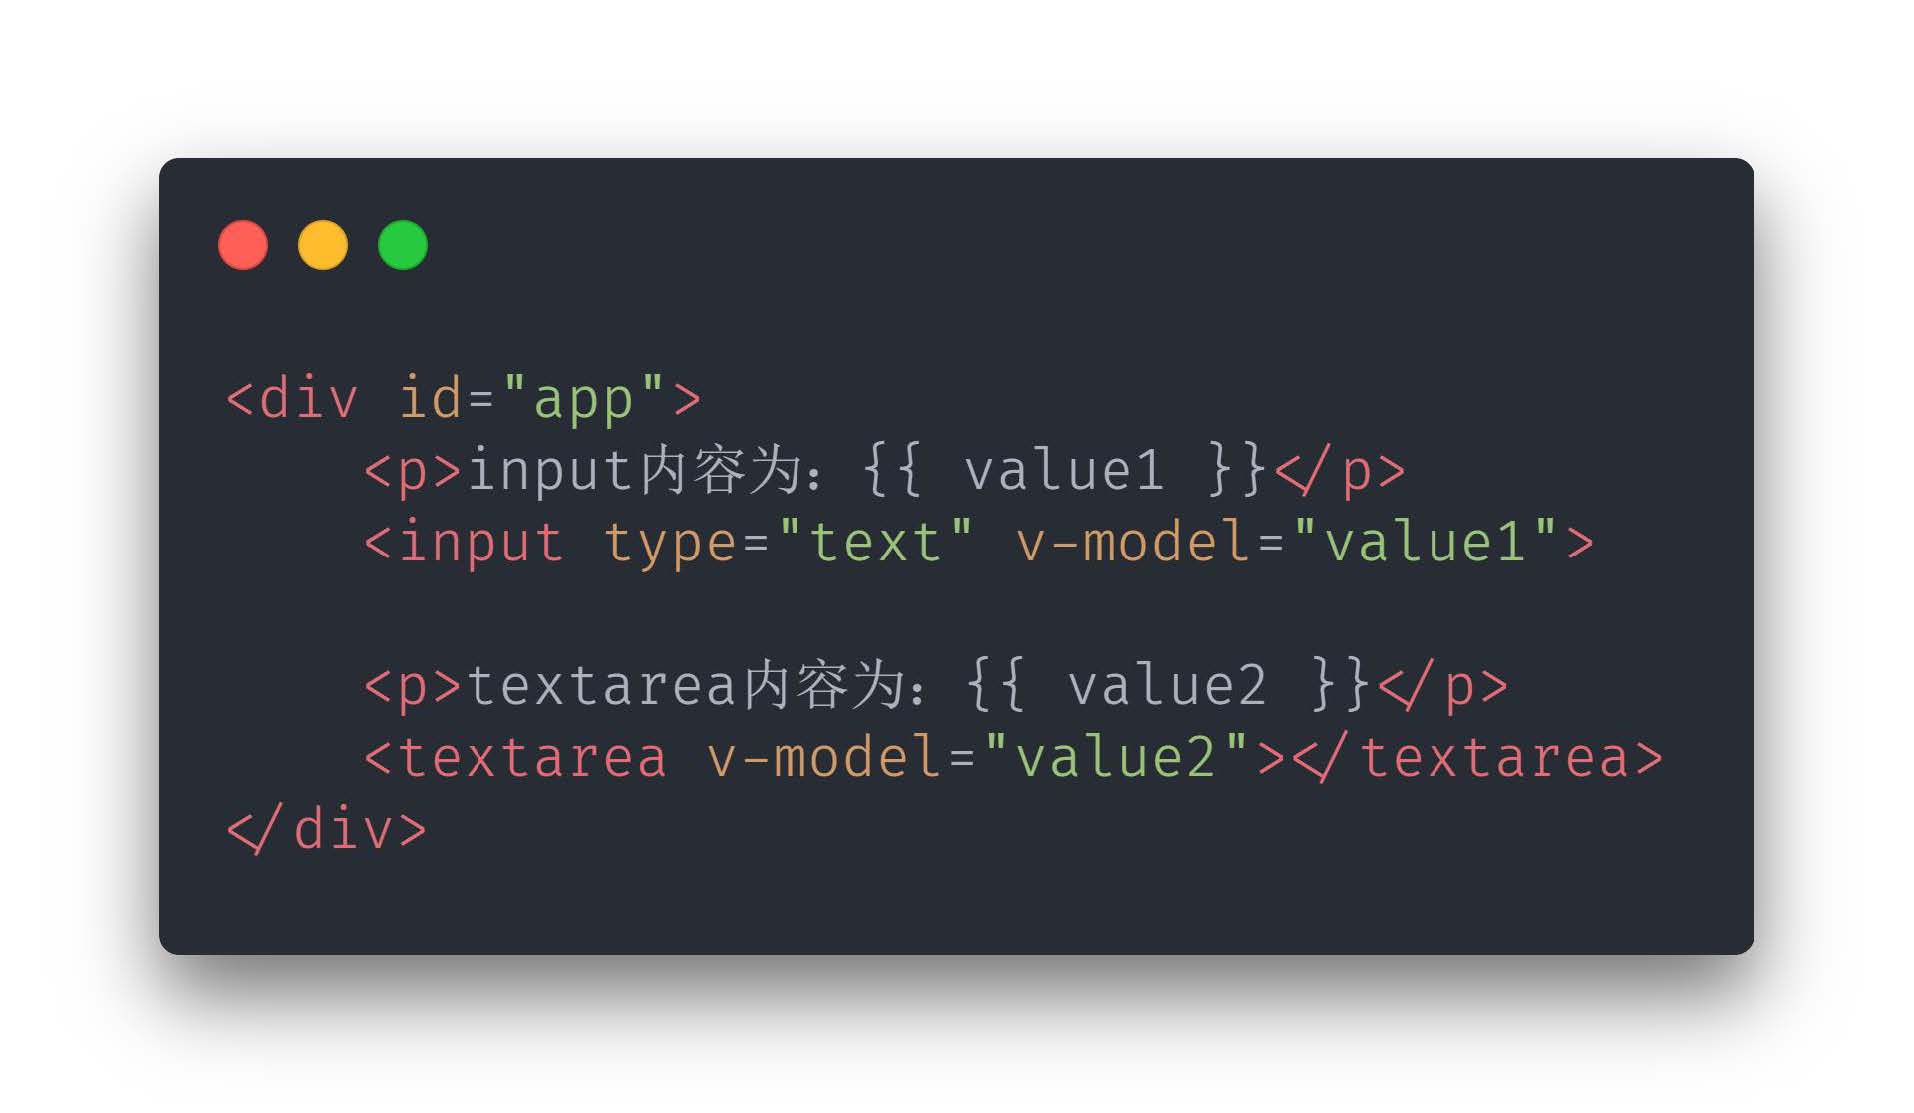 <div id="app">
    <p>input内容为：{{ value1 }}</p>
    <input type="text" v-model="value1">

    <p>textarea内容为：{{ value2 }}</p>
    <textarea v-model="value2"></textarea>
</div>